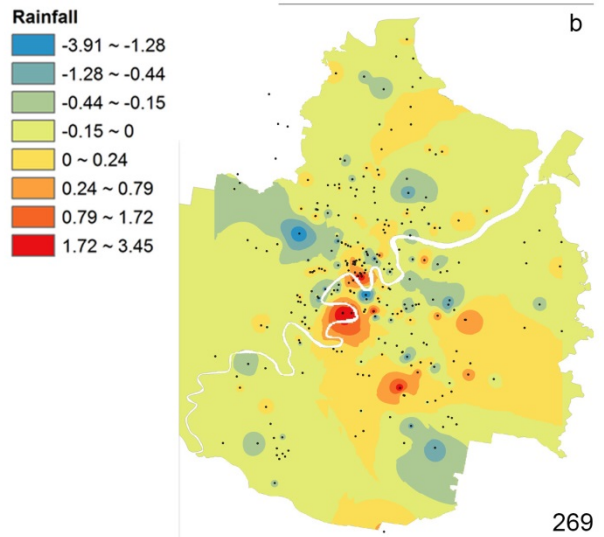 Rainfall
b
-3.91 ~ -1.28
-1.28 ~ -0.44
-0.44 ~ -0.15
-0.15 ~ 0
0 ~ 0.24
0.24 ~ 0.79
0.79 ~ 1.72
1.72 ~ 3.45
269